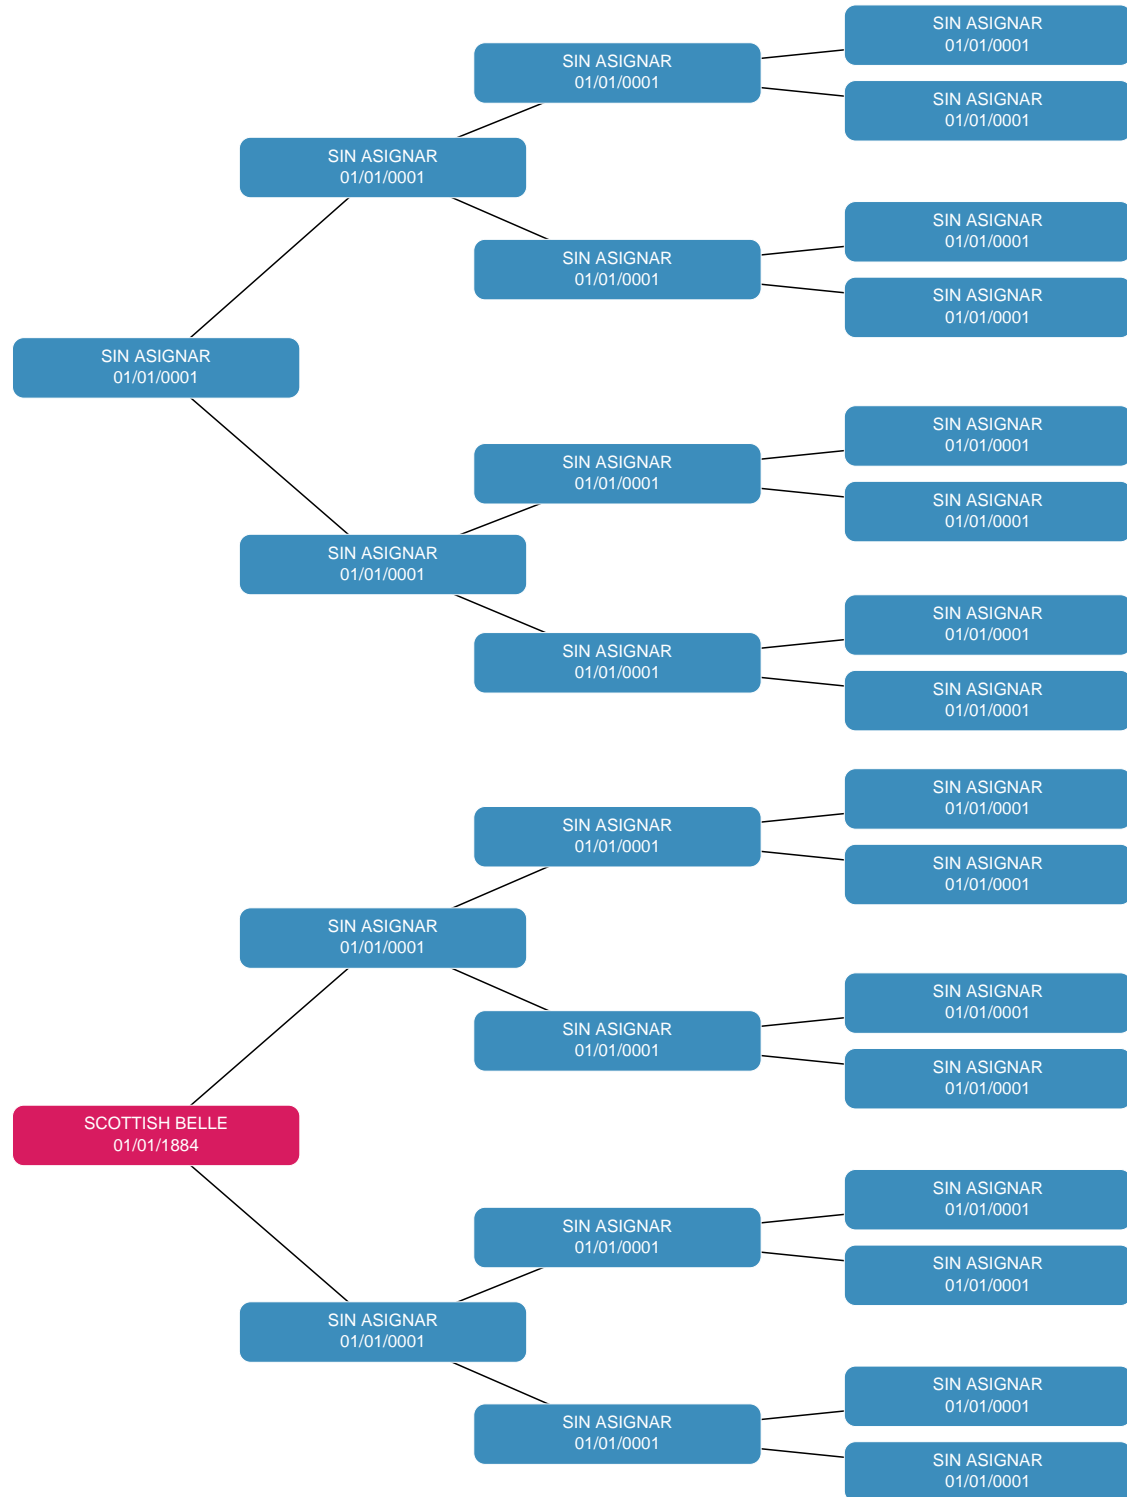 SIN ASIGNAR
01/01/0001
SIN ASIGNAR
01/01/0001
SIN ASIGNAR
01/01/0001
SIN ASIGNAR
01/01/0001
SIN ASIGNAR
01/01/0001
SIN ASIGNAR
01/01/0001
SIN ASIGNAR
01/01/0001
SIN ASIGNAR
01/01/0001
SIN ASIGNAR
01/01/0001
SIN ASIGNAR
01/01/0001
SIN ASIGNAR
01/01/0001
SIN ASIGNAR
01/01/0001
SIN ASIGNAR
01/01/0001
SIN ASIGNAR
01/01/0001
SIN ASIGNAR
01/01/0001
SIN ASIGNAR
01/01/0001
SIN ASIGNAR
01/01/0001
SIN ASIGNAR
01/01/0001
SIN ASIGNAR
01/01/0001
SIN ASIGNAR
01/01/0001
SIN ASIGNAR
01/01/0001
SIN ASIGNAR
01/01/0001
SCOTTISH BELLE
01/01/1884
SIN ASIGNAR
01/01/0001
SIN ASIGNAR
01/01/0001
SIN ASIGNAR
01/01/0001
SIN ASIGNAR
01/01/0001
SIN ASIGNAR
01/01/0001
SIN ASIGNAR
01/01/0001
SIN ASIGNAR
01/01/0001